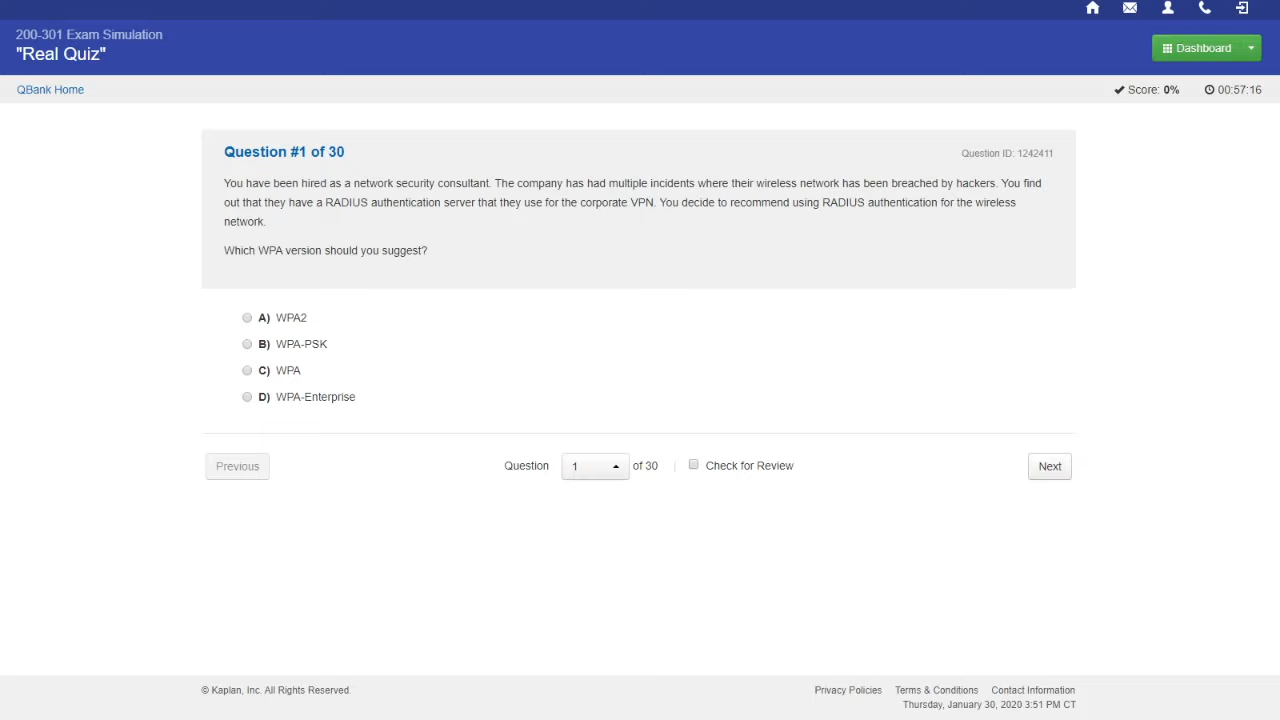 200-301 Exam Simulation
"Real Quiz"
Dashboard
QBank Home
Score: 0%
00:57:16
Question #1 of 30
Question ID: 1242411
You have been hired as a network security consultant. The company has had multiple incidents where their wireless network has been breached by hackers. You find
out that they have a RADIUS authentication server that they use for the corporate VPN. You decide to recommend using RADIUS authentication for the wireless
network.
Which WPA version should you suggest?
A) WPA2
B) WPA-PSK
C) WPA
D) WPA-Enterprise
Previous
Question 1 of 30 | Check for Review
Next
© Kaplan, Inc. All Rights Reserved.
Privacy Policies Terms & Conditions Contact Information
Thursday, January 30, 2020 3:51 PM CT